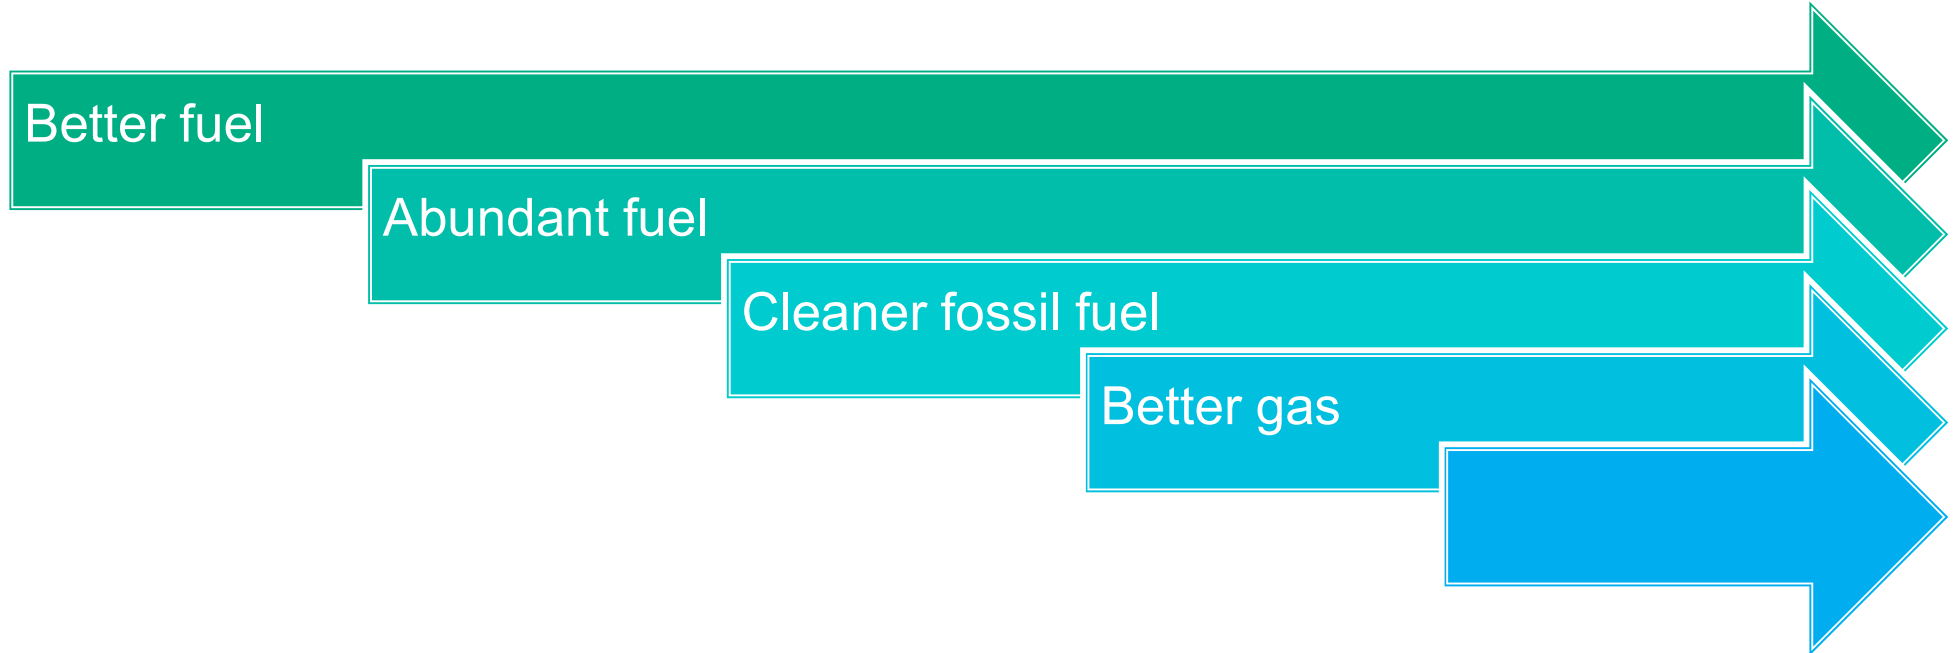 Better fuel
Abundant fuel
Cleaner fossil fuel
Better gas